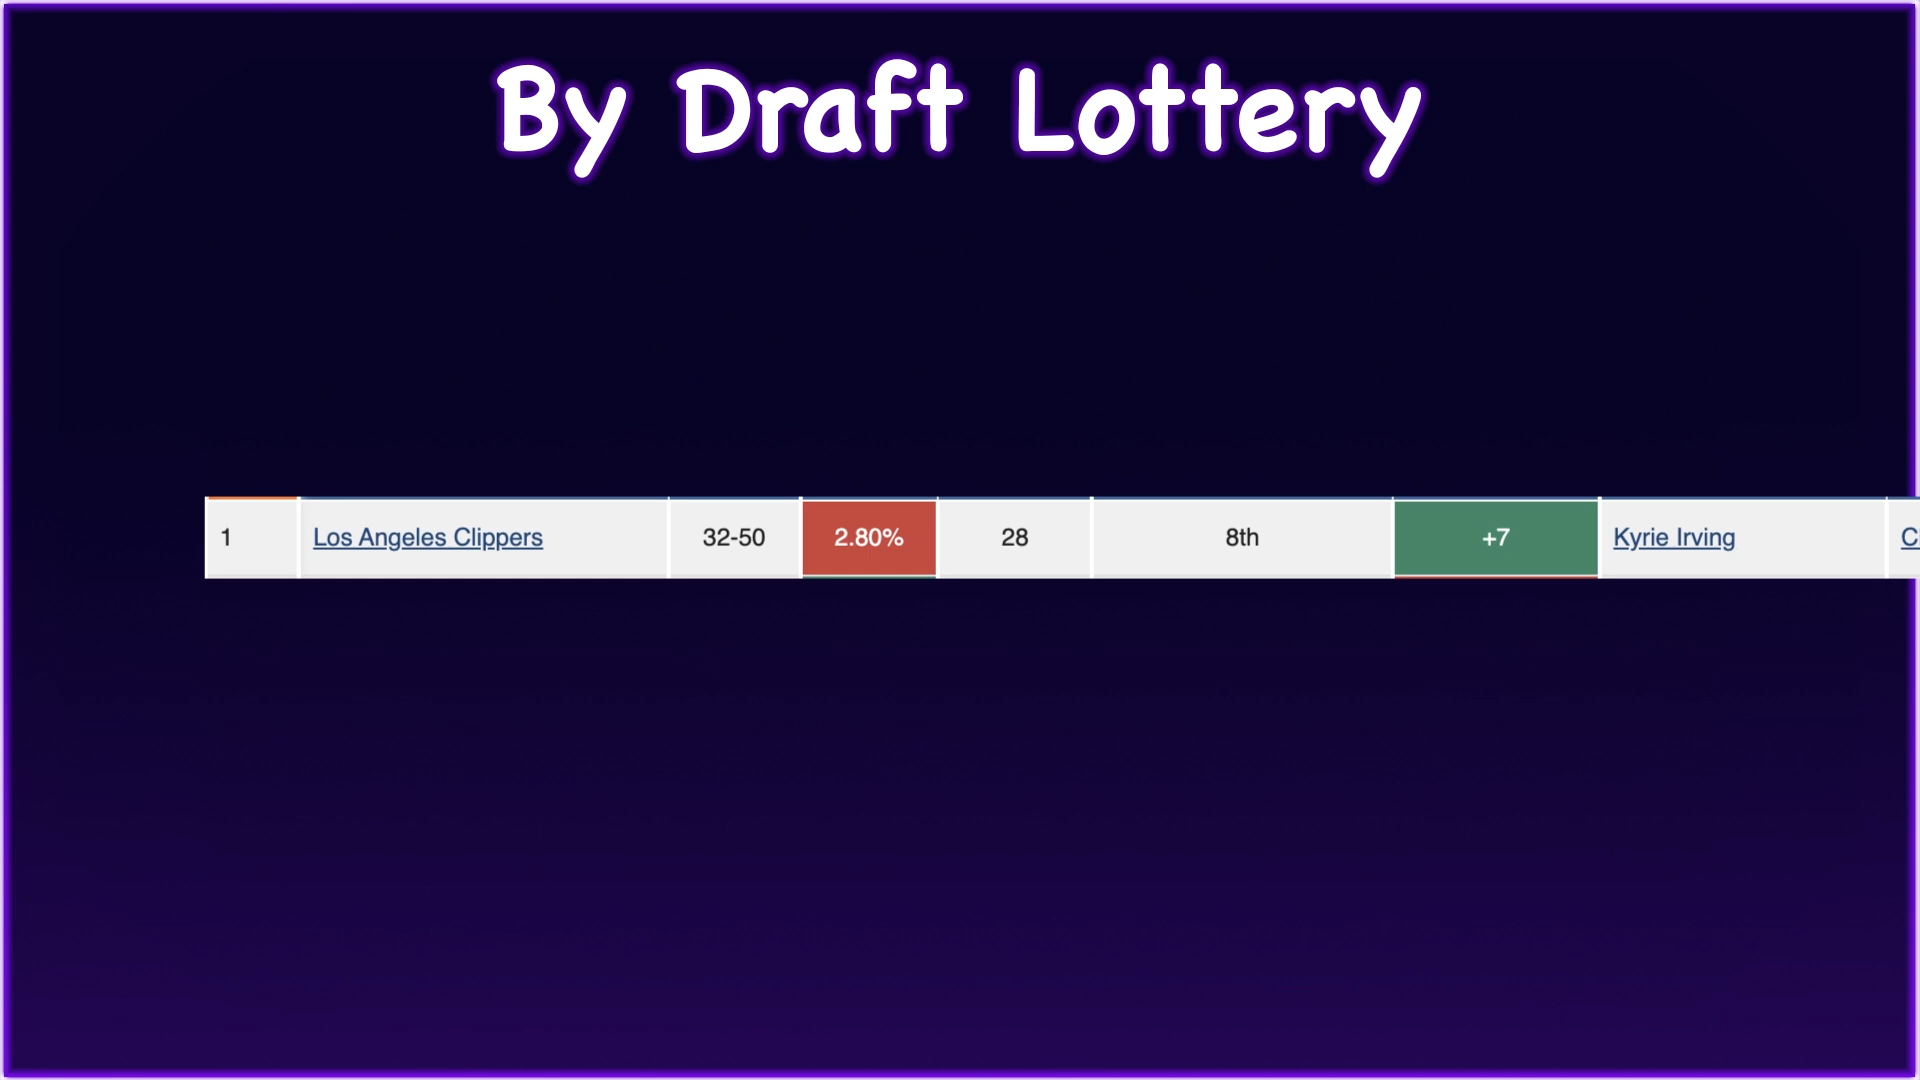 By Draft Lottery
1 Los Angeles Clippers 32-50 2.80% 28 8th +7 Kyrie Irving